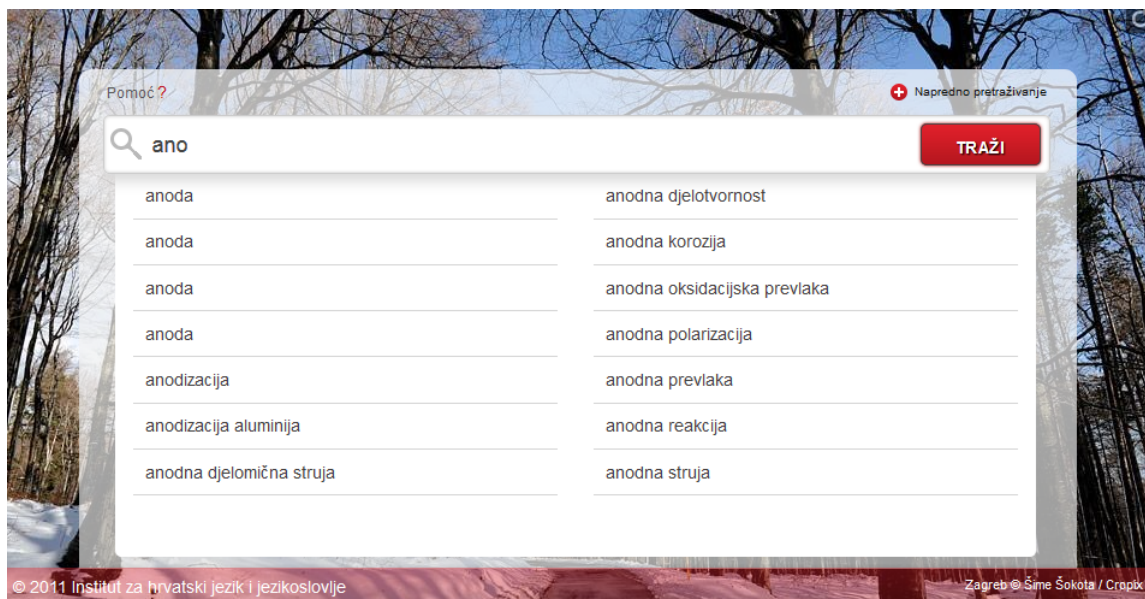 Pomoć ?
Napredno pretraživanje
ano
TRAŽI
anoda
anoda
anoda
anoda
anodizacija
anodizacija aluminija
anodna djelomična struja
anodna djelotvornost
anodna korozija
anodna oksidacijska prevlaka
anodna polarizacija
anodna prevlaka
anodna reakcija
anodna struja
© 2011 Institut za hrvatski jezik i jezikoslovlje
Zagreb © Šime Šokota / Cropix